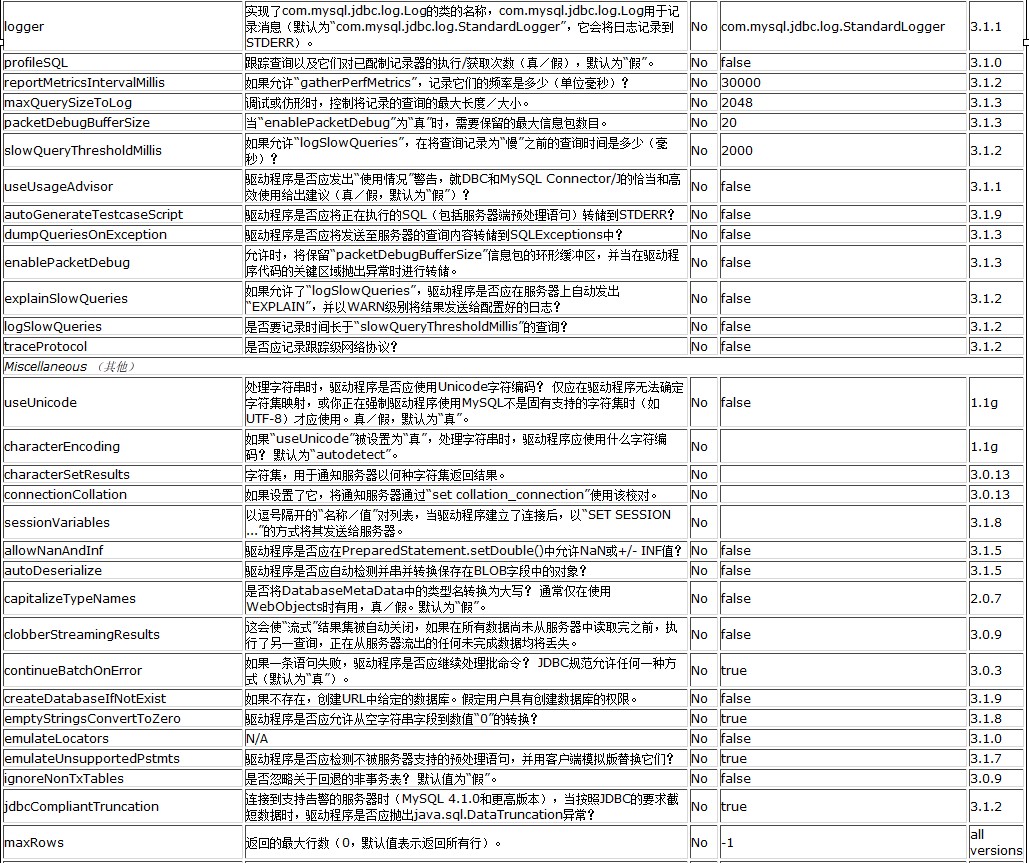 logger 实现了com.mysql.jdbc.log.Log的类的名称，com.mysql.jdbc.log.Log用于记 No com.mysql.jdbc.log.StandardLogger 3.1.1
录消息（默认为“com.mysql.jdbc.log.StandardLogger”，它会将日志记录到
STDERR）。
profileSQL 跟踪查询以及它们对已配制记录器的执行/获取次数（真／假），默认为“假”。 No false 3.1.0
reportMetricsIntervalMillis 如果允许“gatherPerfMetrics”，记录它们的频率是多少（单位毫秒）？ No 30000 3.1.2
maxQuerySizeToLog 调试或仿形时，控制将记录的查询的最大长度／大小。 No 2048 3.1.3
packetDebugBufferSize 当“enablePacketDebug”为“真”时，需要保留的最大信息包数目。 No 20 3.1.3
slowQueryThresholdMillis 如果允许“logSlowQueries”，在将查询记录为“慢”之前的查询时间是多少（毫 No 2000 3.1.2
秒）？
useUsageAdvisor 驱动程序是否应发出“使用情况”警告，就DBC和MySQL Connector/J的恰当和高 No false 3.1.1
效使用给出建议（真／假，默认为“假”）？
autoGenerateTestcaseScript 驱动程序是否应将正在执行的SQL（包括服务器端预处理语句）转储到STDERR？ No false 3.1.9
dumpQueriesOnException 驱动程序是否应将发送至服务器的查询内容转储到SQLExceptions中？ No false 3.1.3
enablePacketDebug 允许时，将保留“packetDebugBufferSize”信息包的环形缓冲区，并当在驱动程 No false 3.1.3
序代码的关键区域抛出异常时进行转储。
explainSlowQueries 如果允许了“logSlowQueries”，驱动程序是否应在服务器上自动发出 No false 3.1.2
“EXPLAIN”，并以WARN级别将结果发送给配置好的日志？
logSlowQueries 是否要记录时间长于“slowQueryThresholdMillis”的查询？ No false 3.1.2
traceProtocol 是否应记录跟踪级网络协议？ No false 3.1.2
Miscellaneous （其他）
useUnicode 处理字符串时，驱动程序是否应使用Unicode字符编码？ 仅应在驱动程序无法确定 No false 1.1g
字符集映射，或你正在强制驱动程序使用MySQL不是固有支持的字符集时（如
UTF-8）才应使用。真／假，默认为“真”。
characterEncoding 如果“useUnicode”被设置为“真”，处理字符串时，驱动程序应使用什么字符编 No 1.1g
码？ 默认为“autodetect”。
characterSetResults 字符集，用于通知服务器以何种字符集返回结果。 No 3.0.13
connectionCollation 如果设置了它，将通知服务器通过“set collation_connection”使用该校对。 No 3.0.13
sessionVariables 以逗号隔开的“名称／值”对列表，当驱动程序建立了连接后，以“SET SESSION No 3.1.8
...”的方式将其发送给服务器。
allowNanAndInf 驱动程序是否应在PreparedStatement.setDouble()中允许NaN或+/- INF值？ No false 3.1.5
autoDeserialize 驱动程序是否应自动检测并串并转换保存在BLOB字段中的对象？ No false 3.1.5
capitalizeTypeNames 是否将DatabaseMetaData中的类型名转换为大写？ 通常仅在使用 No false 2.0.7
WebObjects时有用，真／假。默认为“假”。
clobberStreamingResults 这会使“流式”结果集被自动关闭，如果在所有数据尚未从服务器中读取完之前，执 No false 3.0.9
行了另一查询，正在从服务器流出的任何未完成数据均将丢失。
continueBatchOnError 如果一条语句失败，驱动程序是否应继续处理批命令？ JDBC规范允许任何一种方 No true 3.0.3
式（默认为“真”）。
createDatabaseIfNotExist 如果不存在，创建URL中给定的数据库。假定用户具有创建数据库的权限。 No false 3.1.9
emptyStringsConvertToZero 驱动程序是否应允许从空字符串字段到数值“0”的转换？ No true 3.1.8
emulateLocators N/A No false 3.1.0
emulateUnsupportedPstmts 驱动程序是否应检测不被服务器支持的预处理语句，并用客户端模拟版替换它们？ No true 3.1.7
ignoreNonTxTables 是否忽略关于回退的非事务表？ 默认值为“假”。 No false 3.0.9
jdbcCompliantTruncation 连接到支持告警的服务器时（MySQL 4.1.0和更高版本），当按照JDBC的要求截 No true 3.1.2
短数据时，驱动程序是否应抛出java.sql.DataTruncation异常？
maxRows 返回的最大行数（0，默认值表示返回所有行）。 No -1 all
versions